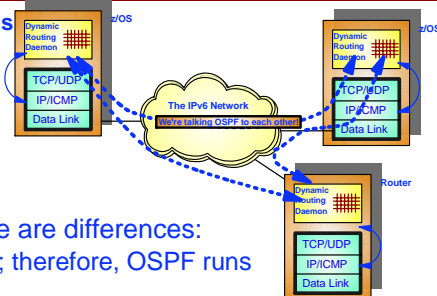 s
z/OS
Dynamic
Routing
Daemon
TCP/UDP
IP/ICMP
Data Link
z/OS
Dynamic
Routing
Daemon
TCP/UDP
IP/ICMP
Data Link
The IPv6 Network
We're talking OSPF to each other!
Router
Dynamic
Routing
Daemon
TCP/UDP
IP/ICMP
Data Link
e are differences:
; therefore, OSPF runs